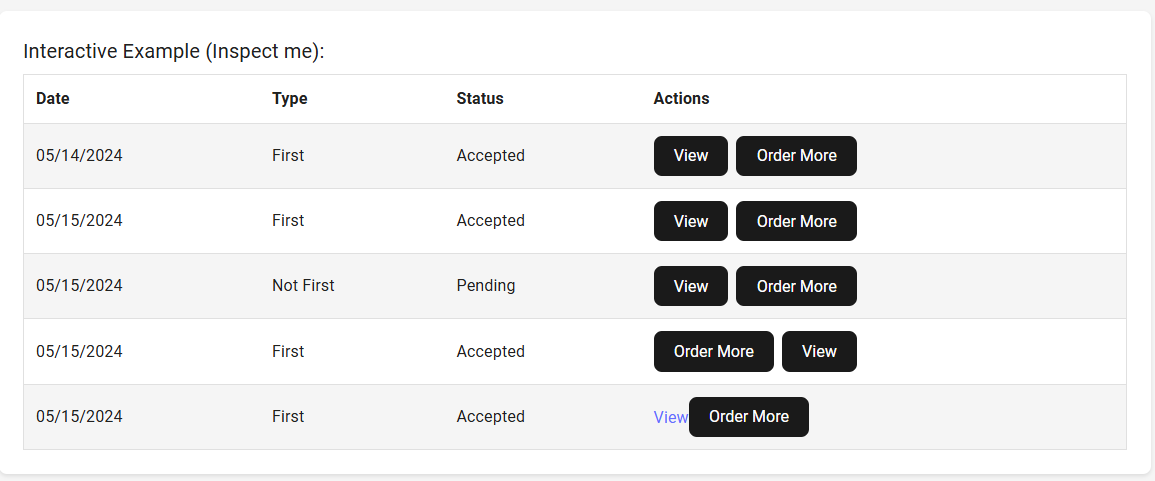 Interactive Example (Inspect me):
Date Type Status Actions
05/14/2024 First Accepted View Order More
05/15/2024 First Accepted View Order More
05/15/2024 Not First Pending View Order More
05/15/2024 First Accepted Order More View
05/15/2024 First Accepted View Order More